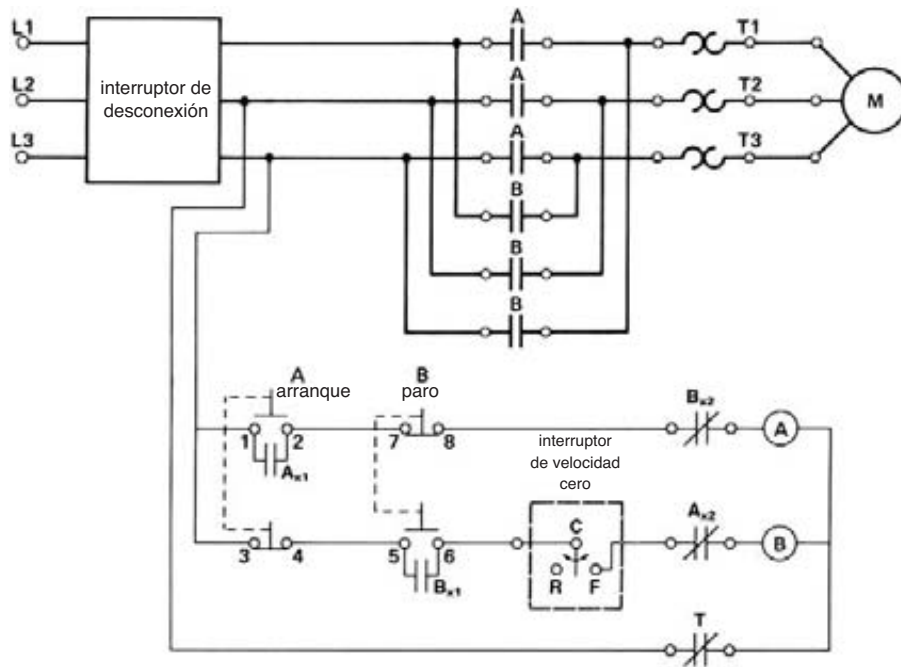 L1
A
T1
interruptor de
desconexión
L2
A
T2
M
L3
A
T3
B
B
B
A
arranque
B
paro
Bx2
A
1
2
7
8
interruptor
de velocidad
cero
Ax1
Ax2
C
B
3
4
5
6
R
F
Bx1
T